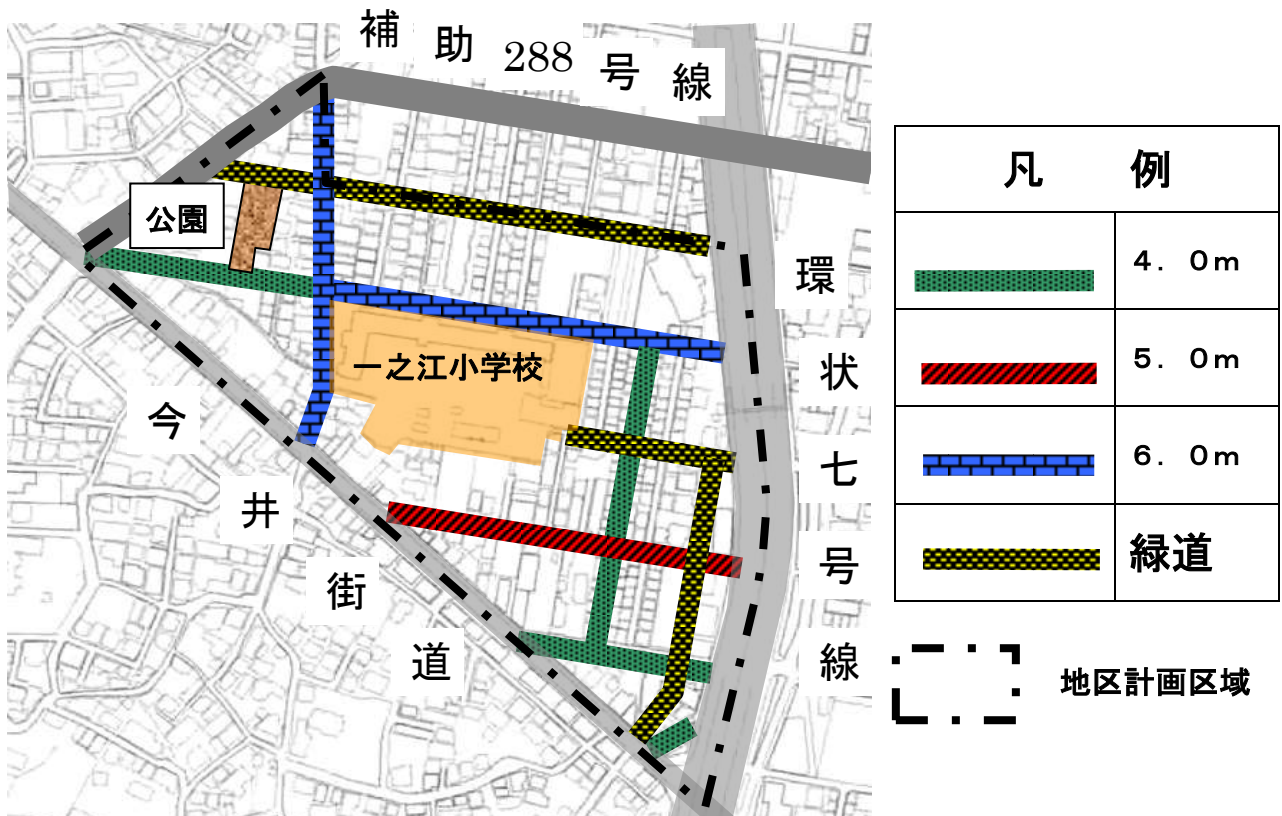 補助288号線
公園
一之江小学校
今井街道
環状七号線
凡 例
4．0m
5．0m
6．0m
緑道
地区計画区域